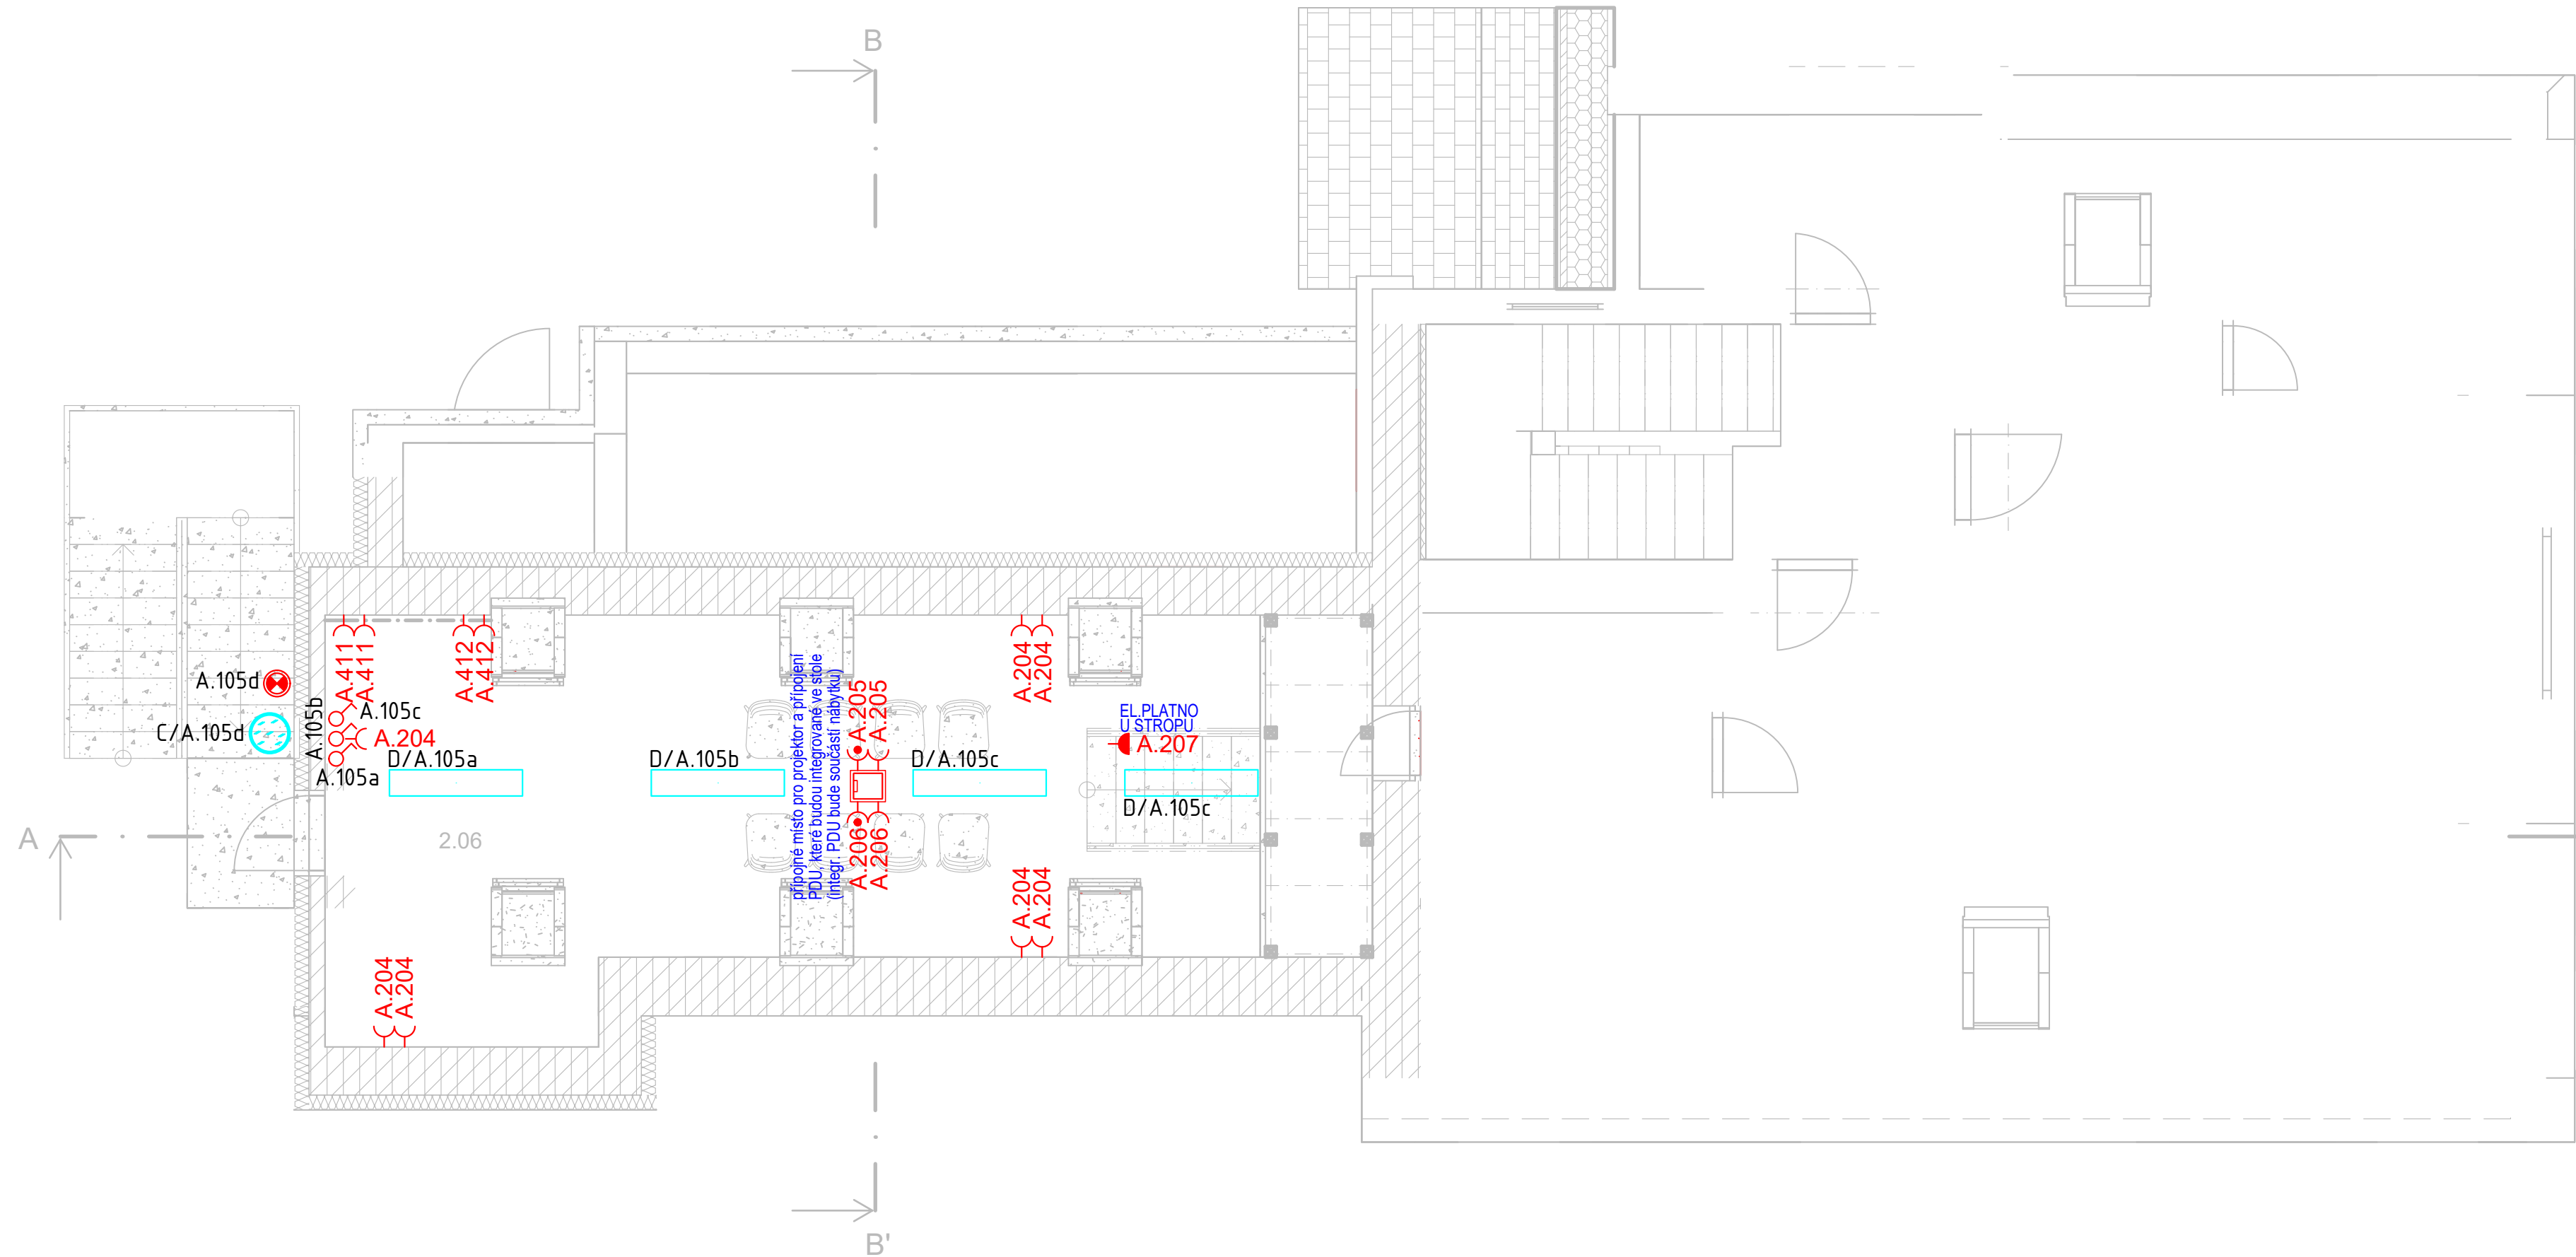 B
A.411
A.411
A.412
A.412
A.204
A.204
A.105d
C/A.105d
A.105b
A.105c
A.204
A.105a
D/A.105a
D/A.105b
přípojné místo pro projektor a připojení
PDU, které budou integrované ve stole
(integr. PDU bude součástí nábytku)
A.205
A.205
D/A.105c
EL.PLATNO
U STROPU
A.207
D/A.105c
A
2.06
A.206
A.206
A.204
A.204
A.204
A.204
B'